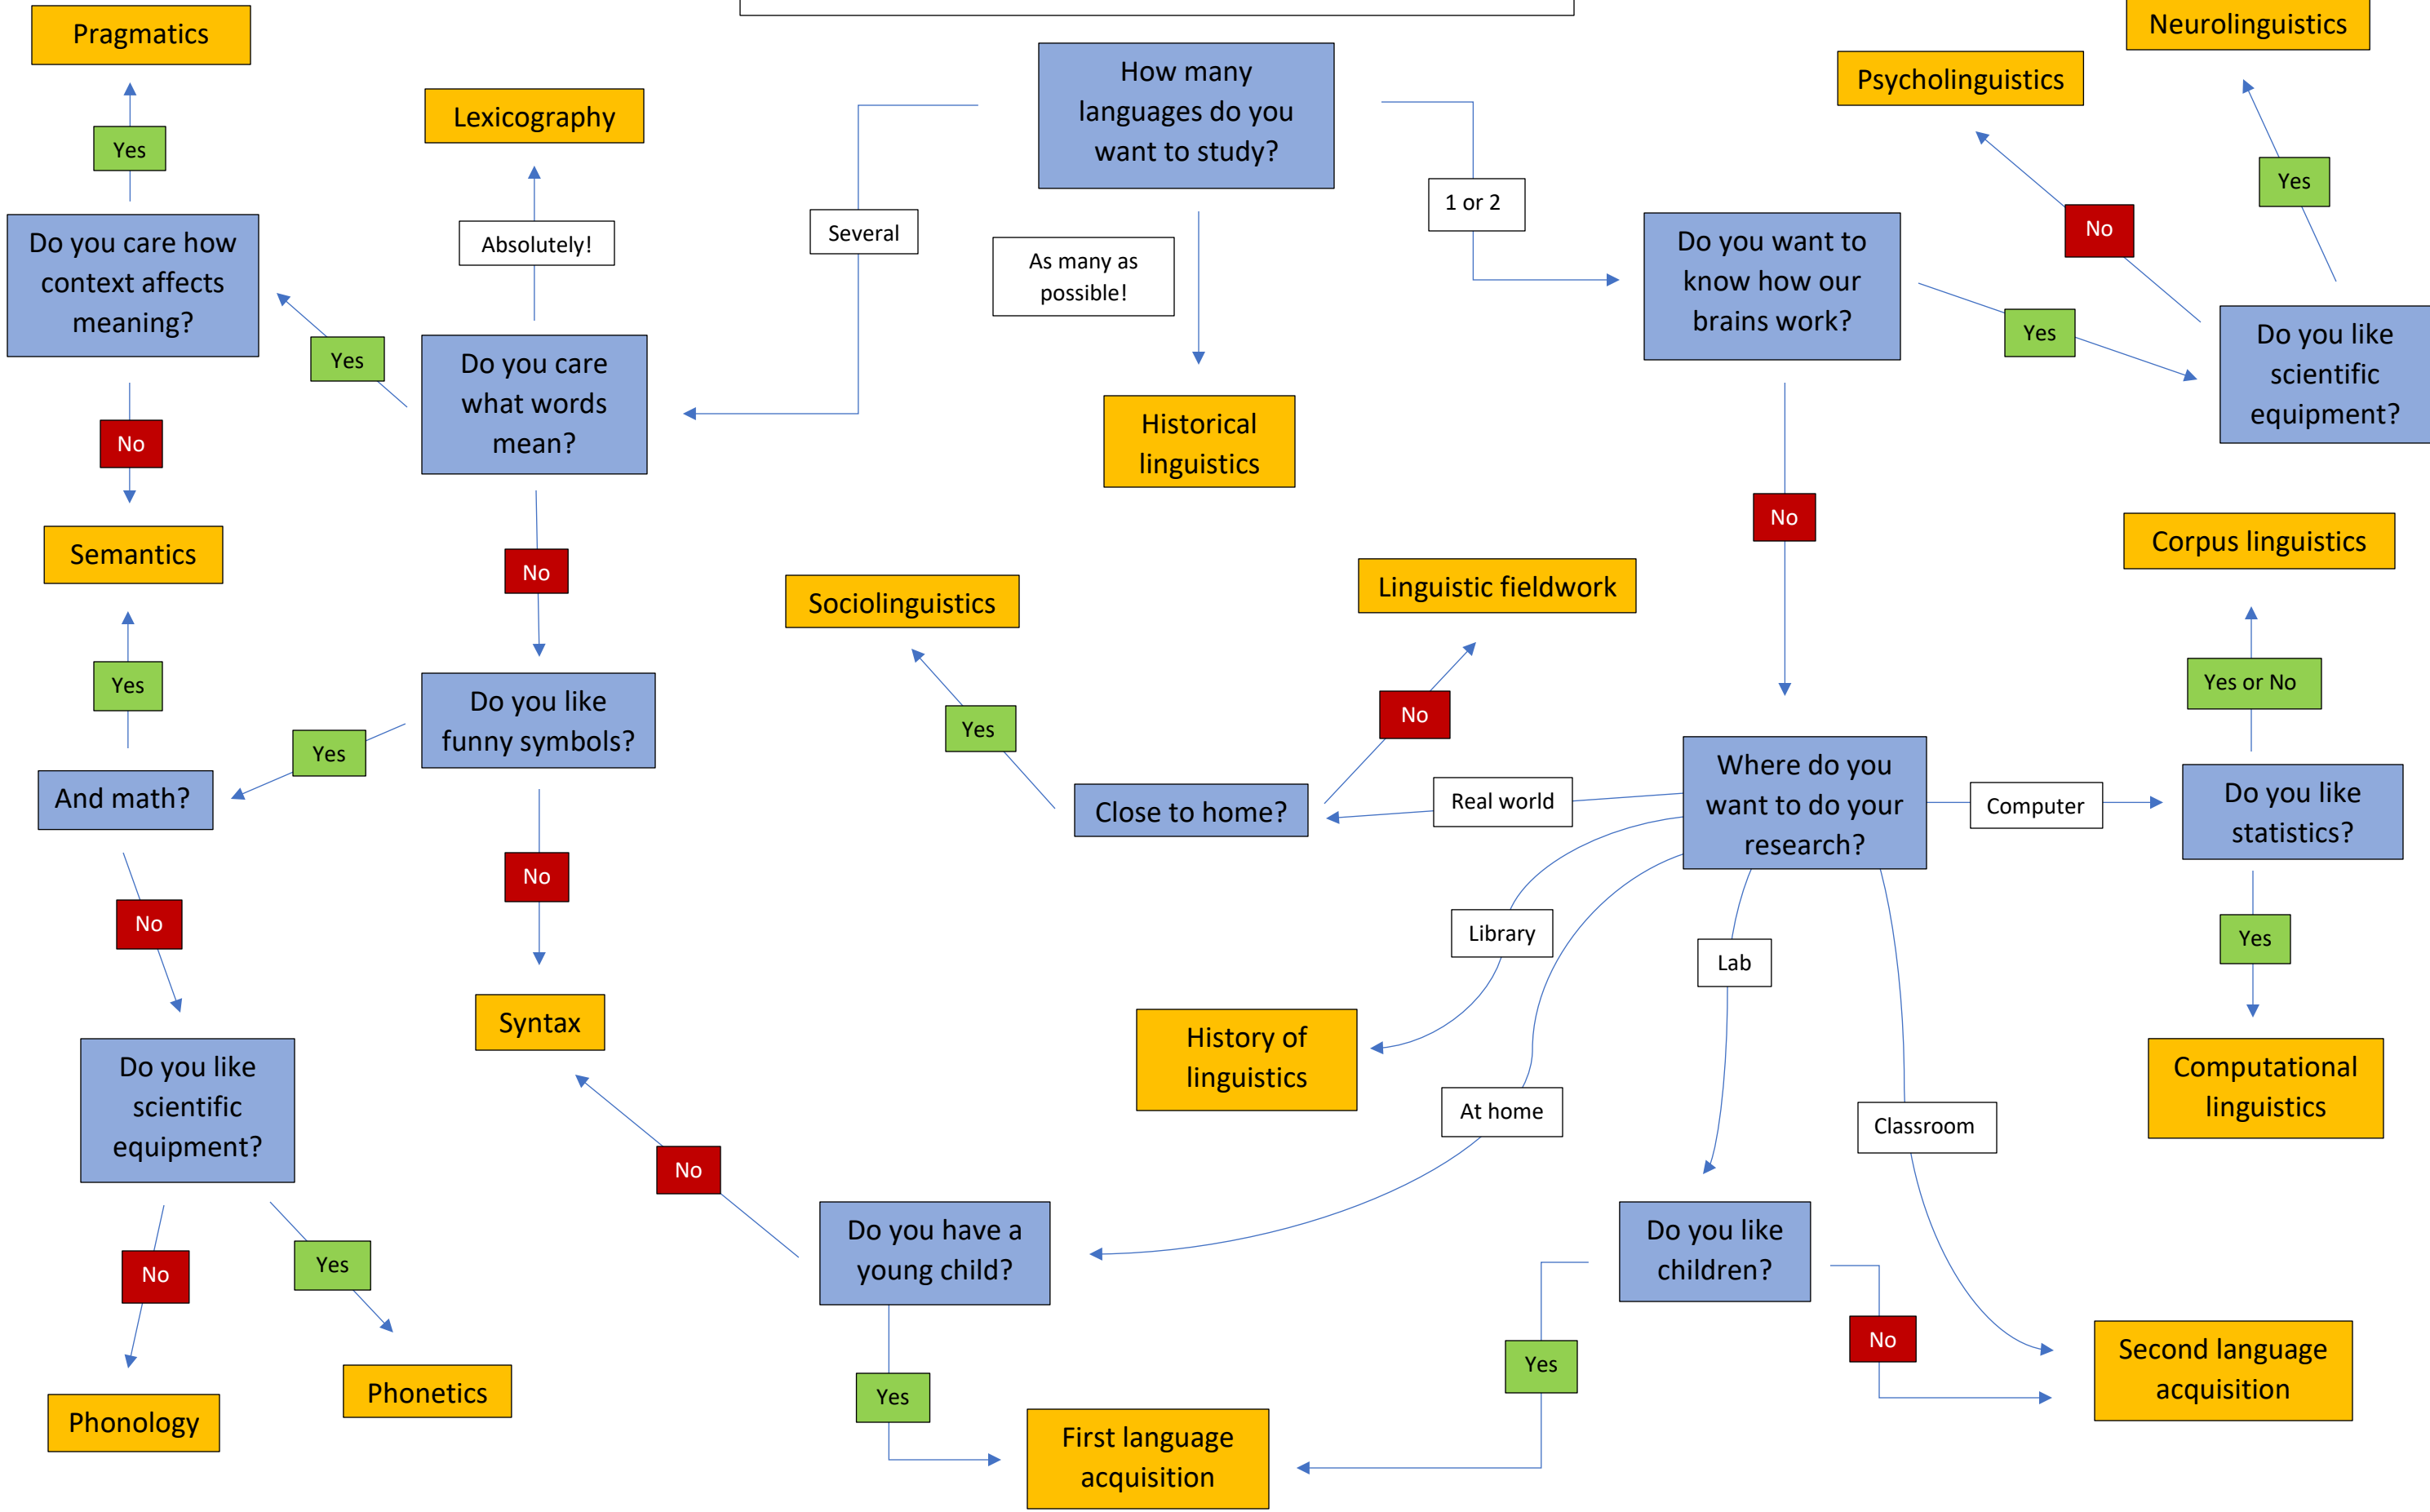 Pragmatics
Yes
Do you care how
context affects
meaning?
No
Semantics
Yes
And math?
No
Do you like
scientific
equipment?
No
Yes
Phonology
Phonetics
Lexicography
Absolutely!
Yes
Do you care
what words
mean?
No
Do you like
funny symbols?
Yes
No
Syntax
No
How many
languages do you
want to study?
Several
As many as
possible!
1 or 2
Historical
linguistics
Neurolinguistics
Psycholinguistics
Yes
No
Do you want to
know how our
brains work?
Yes
Do you like
scientific
equipment?
No
Corpus linguistics
Linguistic fieldwork
Sociolinguistics
Yes
No
Yes or No
Close to home?
Real world
Where do you
want to do your
research?
Computer
Do you like
statistics?
Library
Lab
Yes
History of
linguistics
At home
Classroom
Computational
linguistics
Do you have a
young child?
Do you like
children?
Yes
Yes
No
First language
acquisition
Second language
acquisition